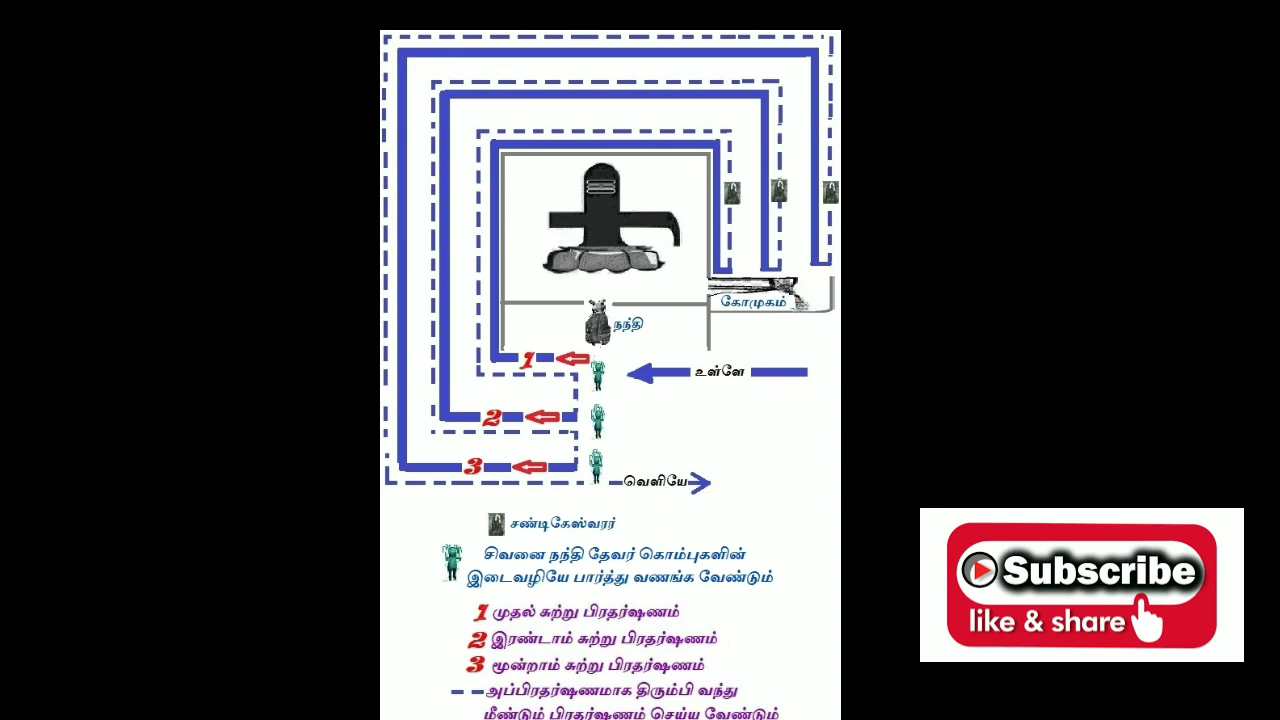 கோமுகம்
நந்தி
1
உள்ளே
2
3
வெளியே
சண்டிகேஸ்வரர்
சிவனை நந்தி தேவர் கொம்புகளின்
இடைவழியே பார்த்து வணங்க வேண்டும்
1 முதல் சுற்று பிரதர்ஷணம்
2 இரண்டாம் சுற்று பிரதர்ஷணம்
3 மூன்றாம் சுற்று பிரதர்ஷணம்
அப்பிரதர்ஷணமாக திரும்பி வந்து
மீண்டும் பிரதர்ஷணம் செய்ய வேண்டும்
Subscribe
like & share